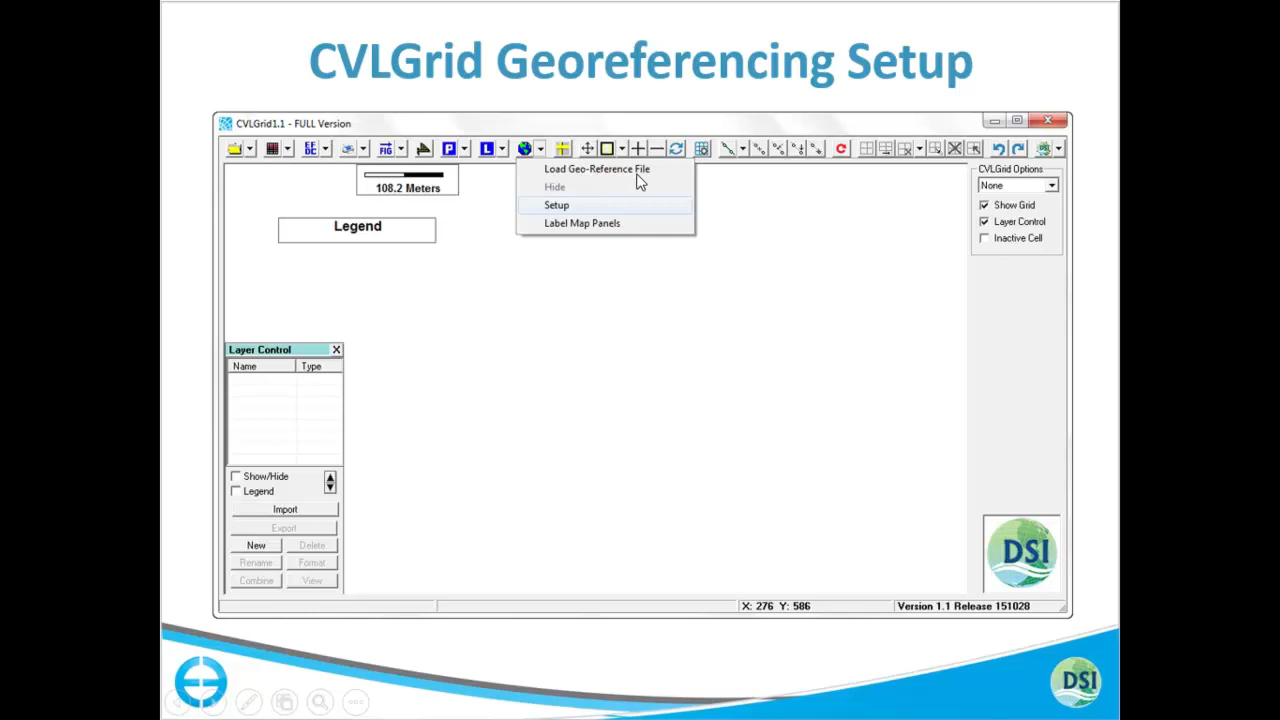 CVLGrid Georeferencing Setup
CVLGrid1.1 - FULL Version
EFDC FIG P L C
Load Geo-Reference File
Hide
Setup
Label Map Panels
108.2 Meters
Legend
CVLGrid Options
None
Show Grid
Layer Control
Inactive Cell
Layer Control X
Name Type
Show/Hide
Legend
Import
Export
New Delete
Rename Format
Combine View
DSI
X: 276 Y: 586
Version 1.1 Release 151028
DSI